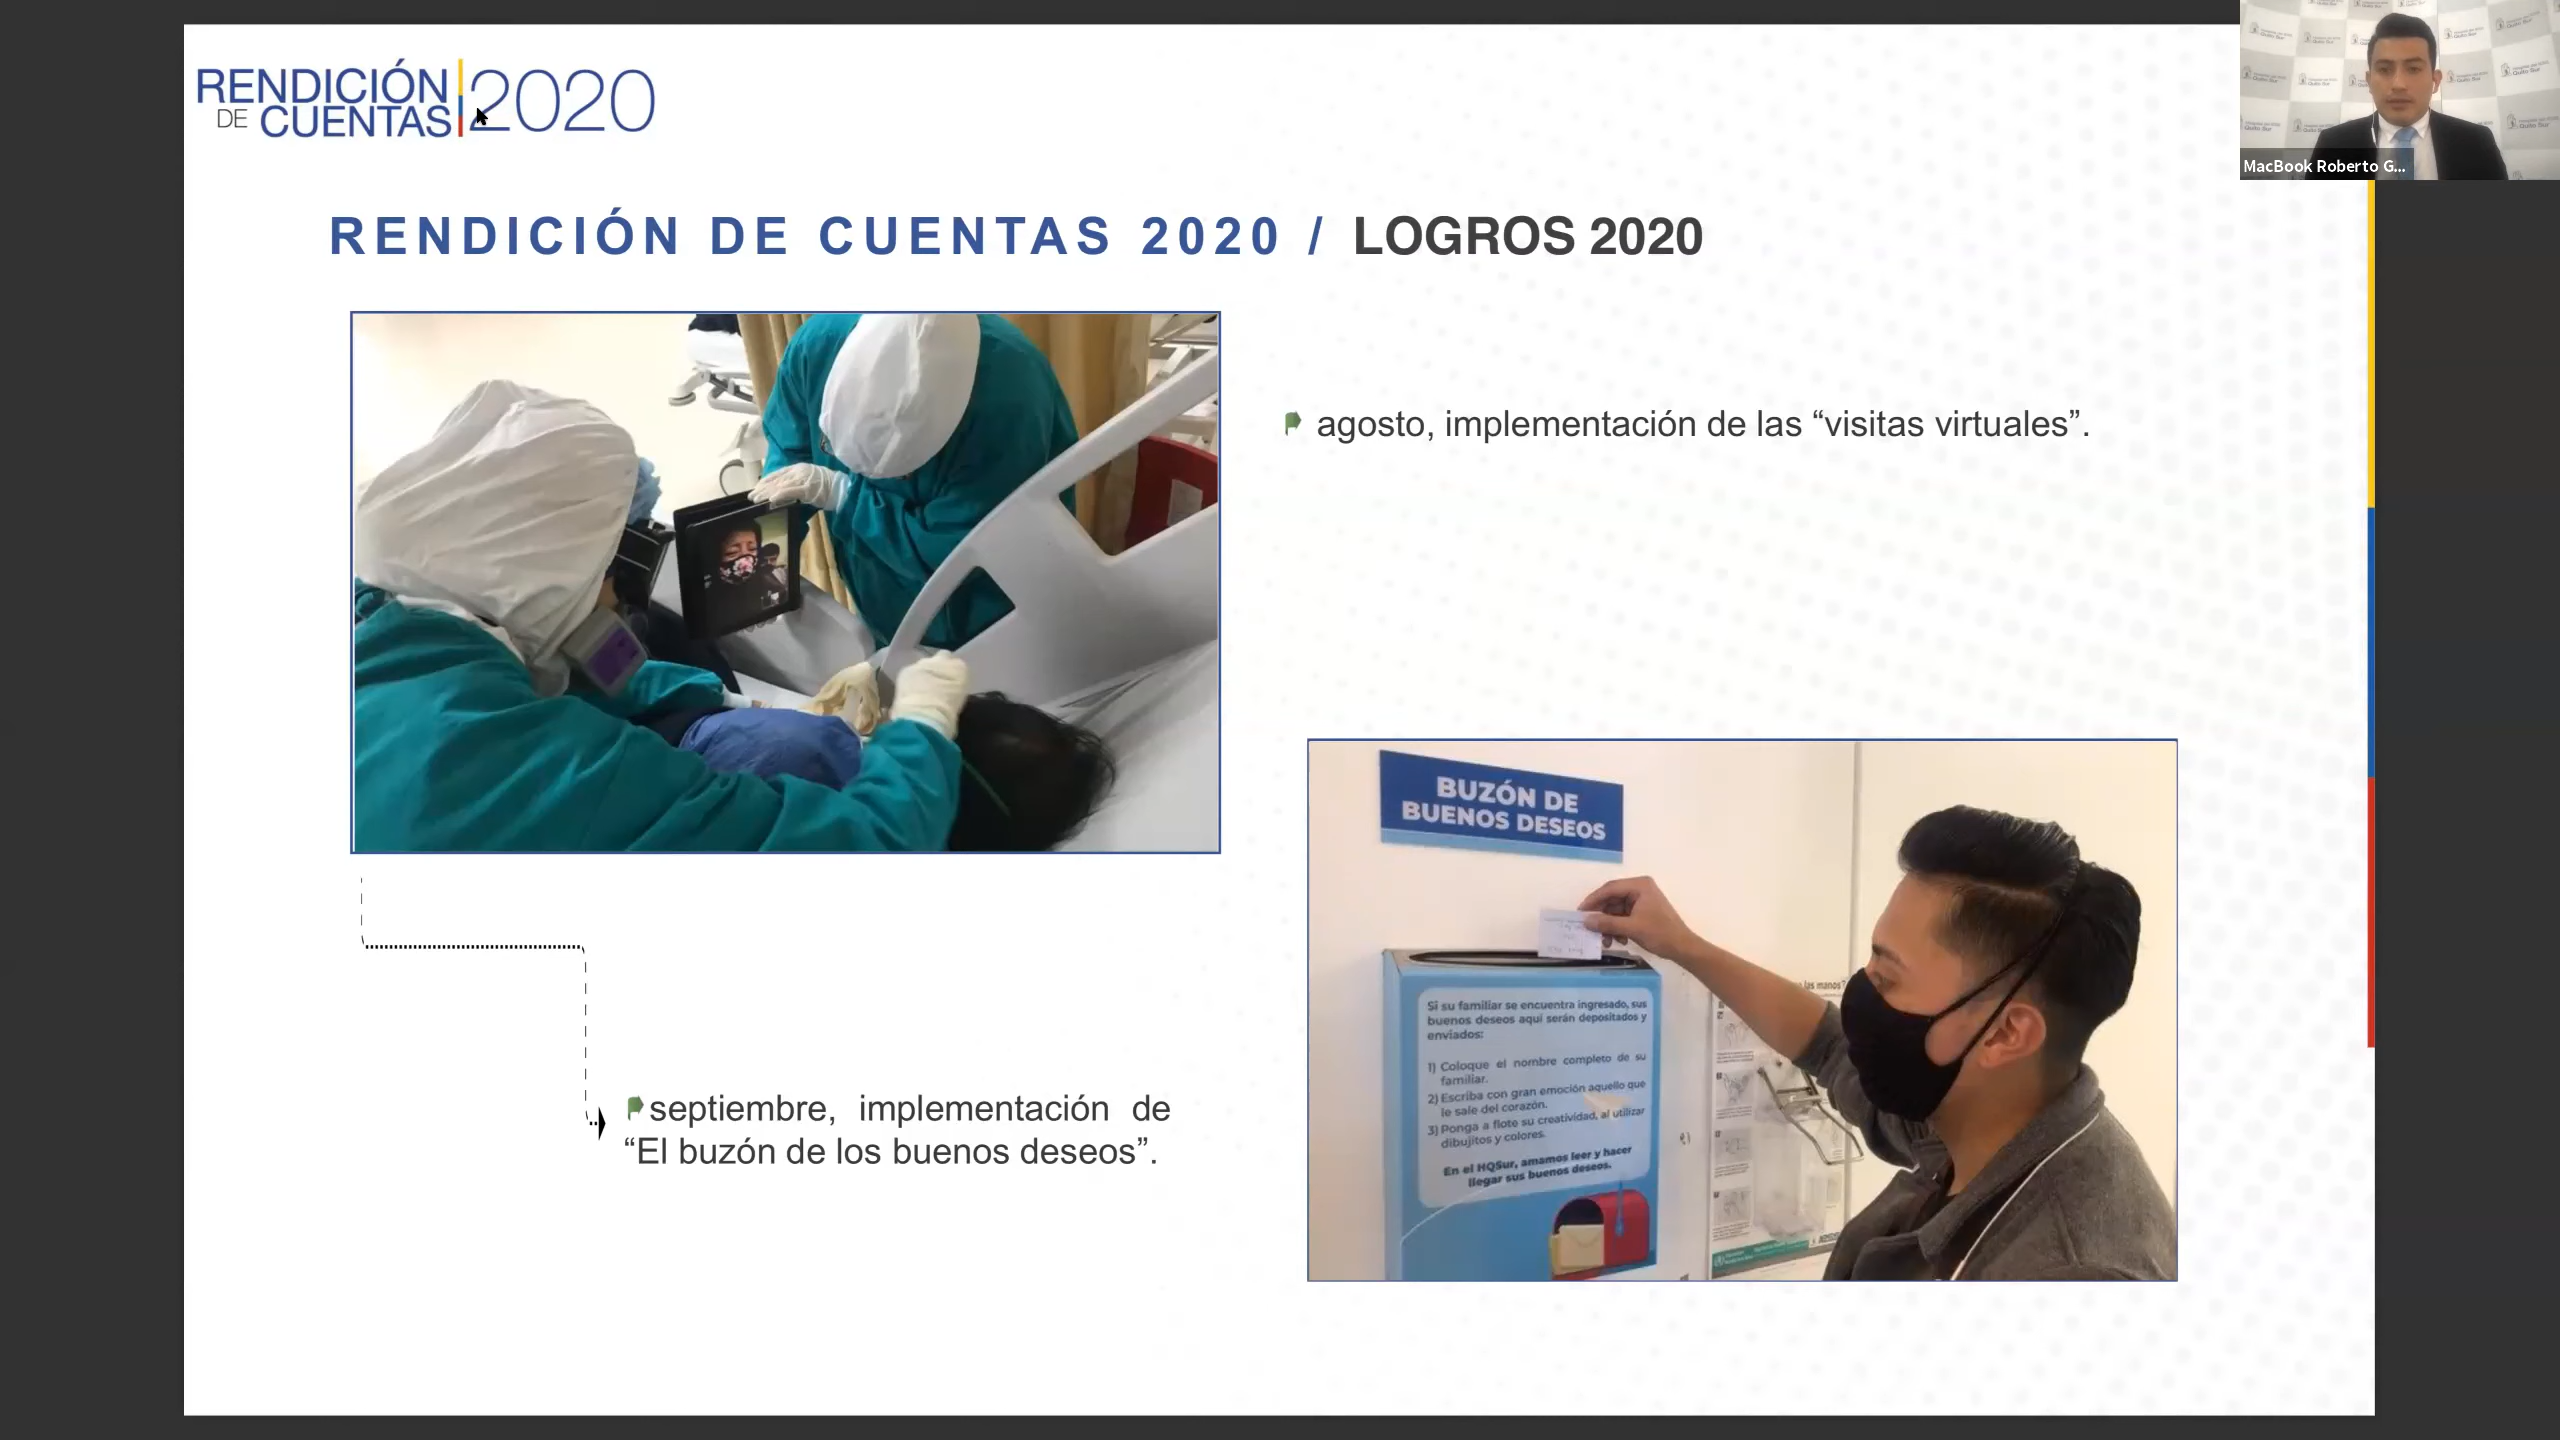 RENDICIÓN
DE CUENTAS 2020
MacBook Roberto G...
RENDICIÓN DE CUENTAS 2020 / LOGROS 2020
agosto, implementación de las “visitas virtuales”.
BUZÓN DE
BUENOS DESEOS
Si su familiar se encuentra ingresado, sus
buenos deseos aquí serán depositados y
enviados:
1) Coloque el nombre completo de su
familiar.
2) Escriba con gran emoción aquello que
le sale del corazón.
3) Ponga a flote su creatividad, al utilizar
dibujitos y colores.
En el HQSur, amamos leer y hacer
llegar sus buenos deseos.
las manos?
septiembre, implementación de
“El buzón de los buenos deseos”.